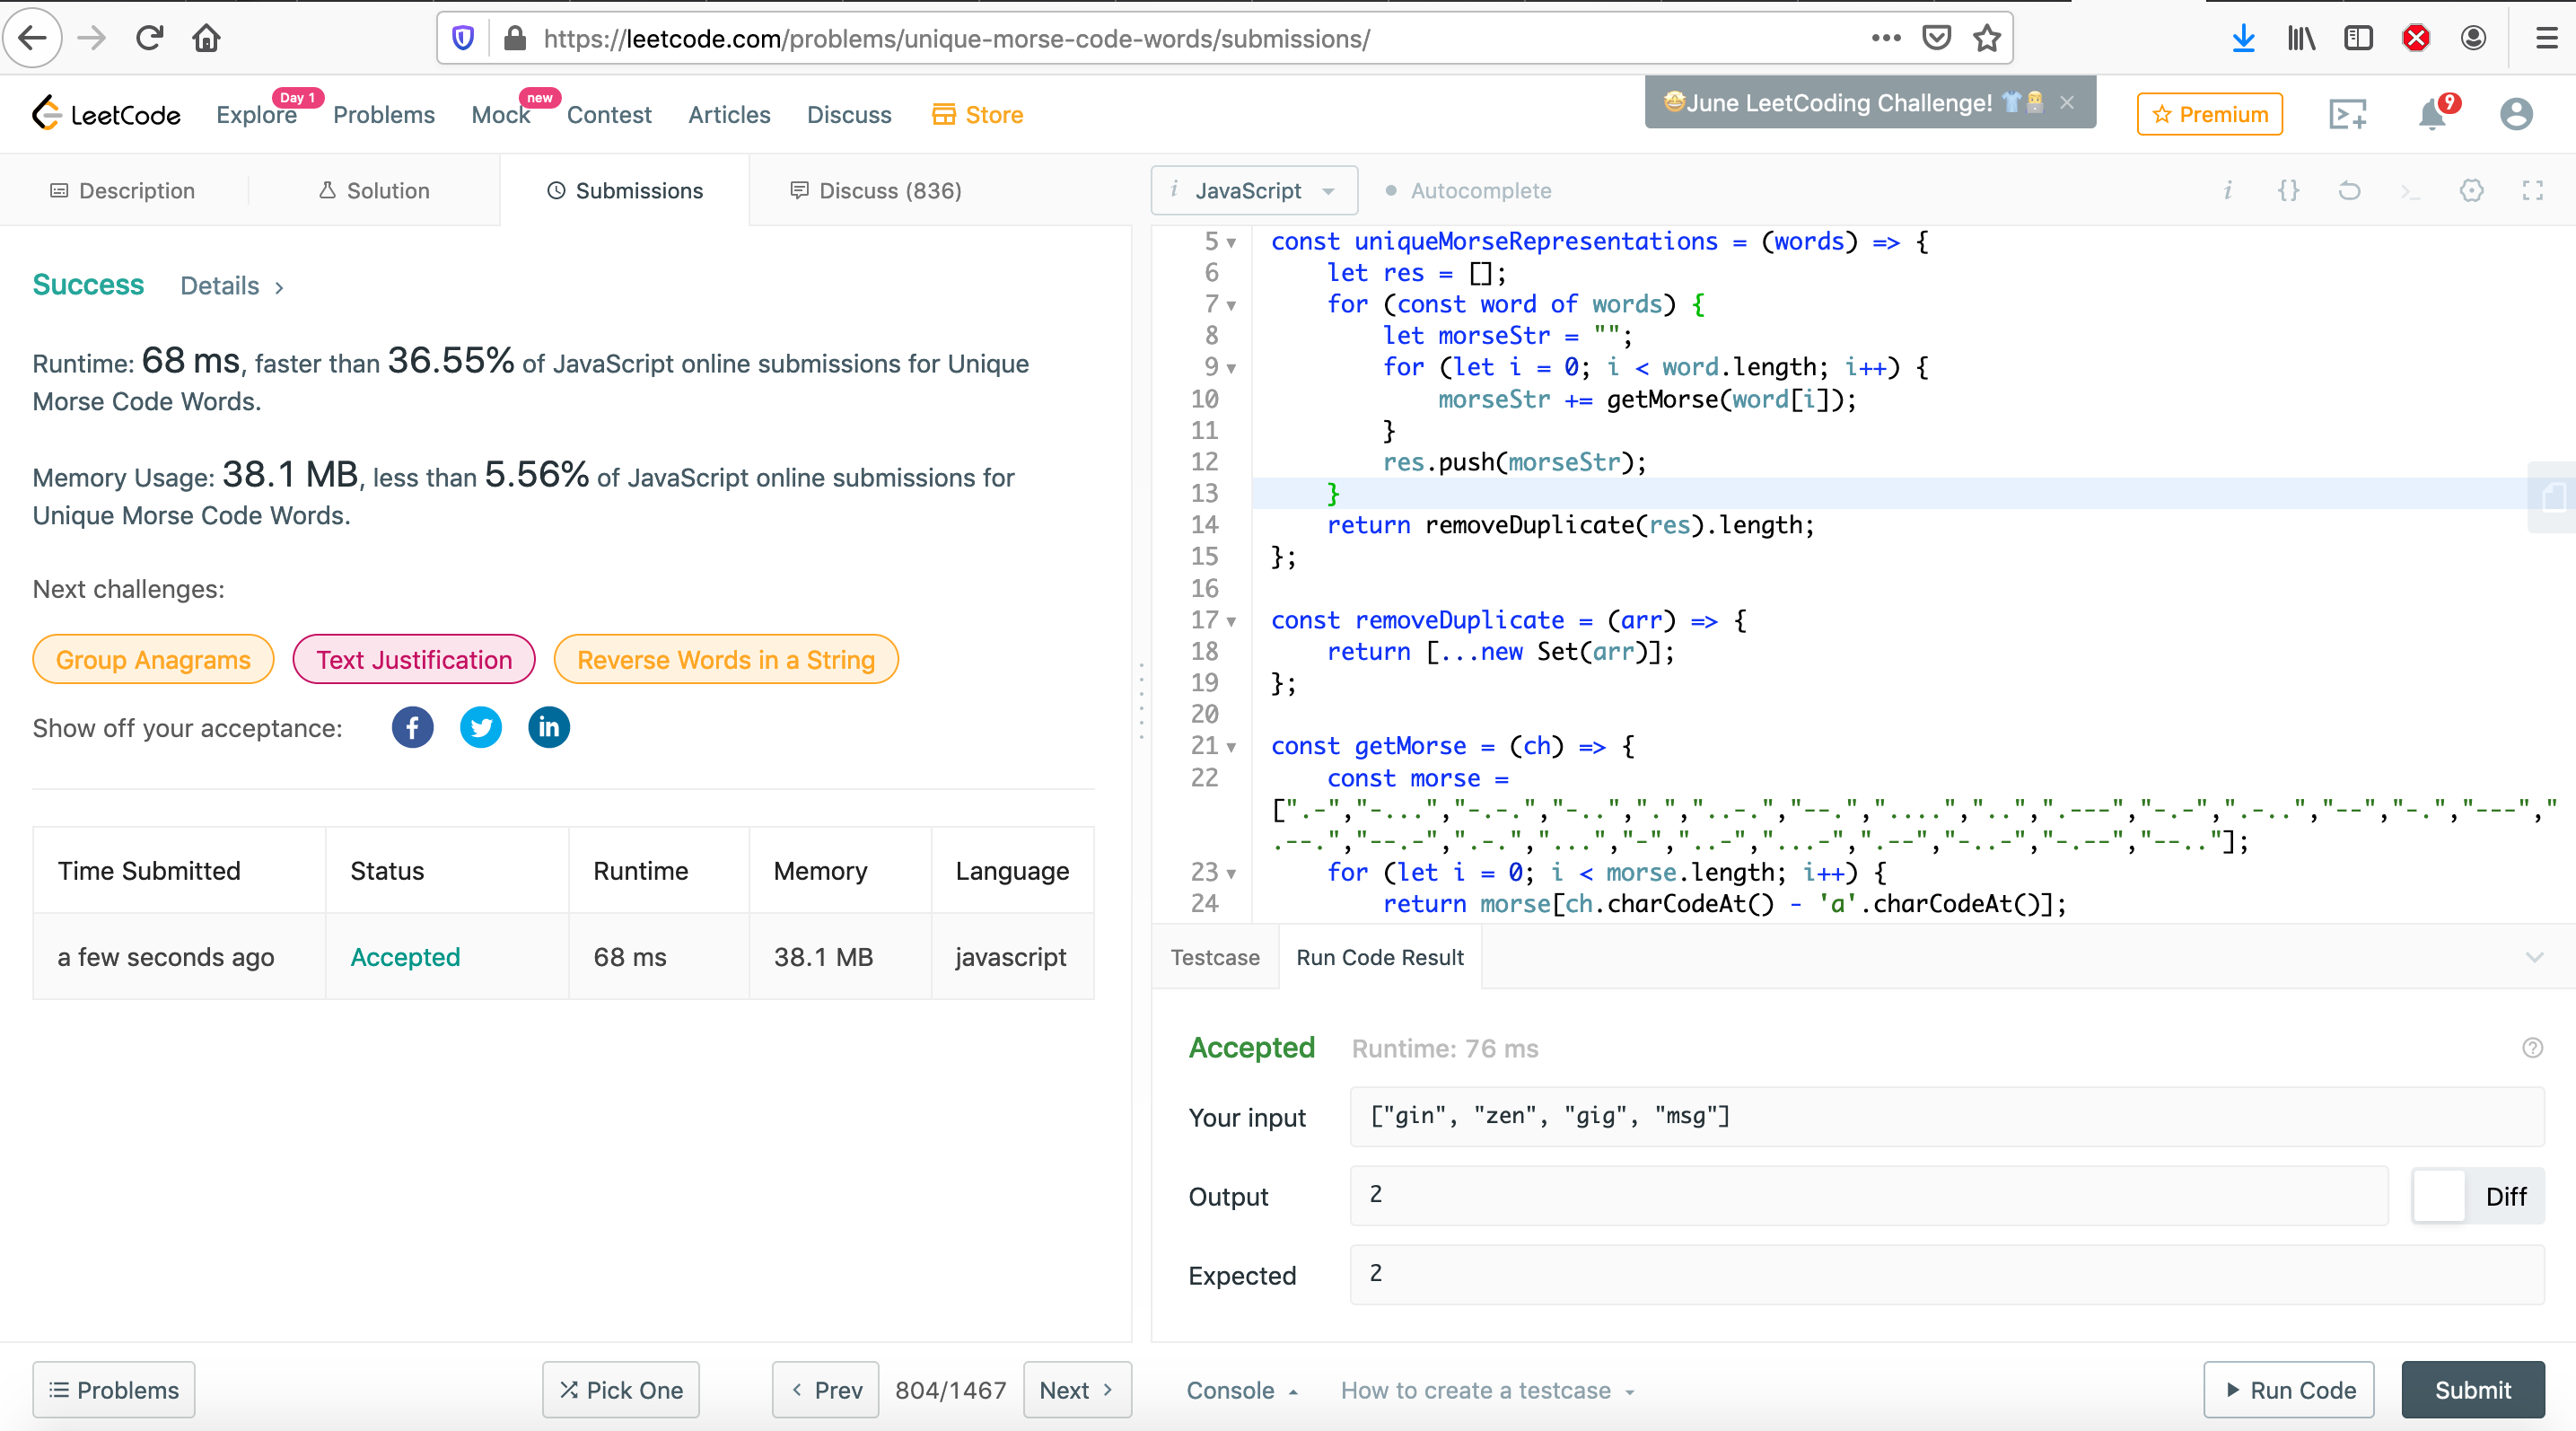 https://leetcode.com/problems/unique-morse-code-words/submissions/
LeetCode
Explore
Day 1
Problems
Mock
new
Contest
Articles
Discuss
Store
🤩June LeetCoding Challenge! 👕
Premium
9
Description
Solution
Submissions
Discuss (836)
i JavaScript
Autocomplete
Success
Details
Runtime: 68 ms, faster than 36.55% of JavaScript online submissions for Unique
Morse Code Words.
Memory Usage: 38.1 MB, less than 5.56% of JavaScript online submissions for
Unique Morse Code Words.
Next challenges:
Group Anagrams
Text Justification
Reverse Words in a String
Show off your acceptance:
Time Submitted Status Runtime Memory Language
a few seconds ago Accepted 68 ms 38.1 MB javascript
5 const uniqueMorseRepresentations = (words) => {
6 let res = [];
7 for (const word of words) {
8 let morseStr = "";
9 for (let i = 0; i < word.length; i++) {
10 morseStr += getMorse(word[i]);
11 }
12 res.push(morseStr);
13 }
14 return removeDuplicate(res).length;
15 };
16
17 const removeDuplicate = (arr) => {
18 return [...new Set(arr)];
19 };
20
21 const getMorse = (ch) => {
22 const morse =
[".-","-...","-.-.","-..",".","..-.","--.","....","..",".---","-.-",".-..","--","-.","---","
.--.","--.-",".-.","...","-","..-","...-",".--","-..-","-.--","--.."];
23 for (let i = 0; i < morse.length; i++) {
24 return morse[ch.charCodeAt() - 'a'.charCodeAt()];
Testcase
Run Code Result
Accepted
Runtime: 76 ms
Your input
["gin", "zen", "gig", "msg"]
Output
2
Diff
Expected
2
Problems
Pick One
Prev
804/1467
Next
Console
How to create a testcase
Run Code
Submit